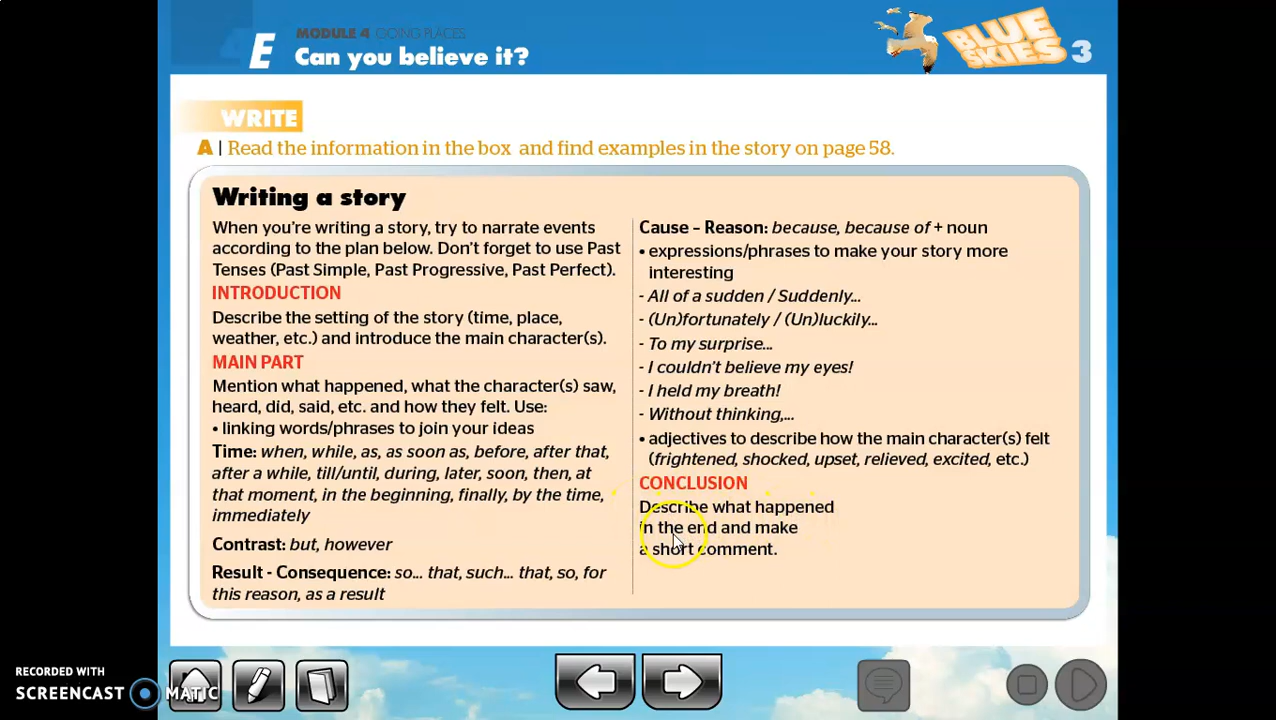 E
MODULE 4 GOING PLACES
Can you believe it?
BLUE
SKIES 3
WRITE
A | Read the information in the box and find examples in the story on page 58.
Writing a story
When you're writing a story, try to narrate events
according to the plan below. Don't forget to use Past
Tenses (Past Simple, Past Progressive, Past Perfect).
INTRODUCTION
Describe the setting of the story (time, place,
weather, etc.) and introduce the main character(s).
MAIN PART
Mention what happened, what the character(s) saw,
heard, did, said, etc. and how they felt. Use:
• linking words/phrases to join your ideas
Time: when, while, as, as soon as, before, after that,
after a while, till/until, during, later, soon, then, at
that moment, in the beginning, finally, by the time,
immediately
Contrast: but, however
Result - Consequence: so... that, such... that, so, for
this reason, as a result
Cause – Reason: because, because of + noun
• expressions/phrases to make your story more
interesting
- All of a sudden / Suddenly...
- (Un)fortunately / (Un)luckily...
- To my surprise...
- I couldn't believe my eyes!
- I held my breath!
- Without thinking,...
• adjectives to describe how the main character(s) felt
(frightened, shocked, upset, relieved, excited, etc.)
CONCLUSION
Describe what happened
in the end and make
a short comment.
RECORDED WITH
SCREENCAST MATIC